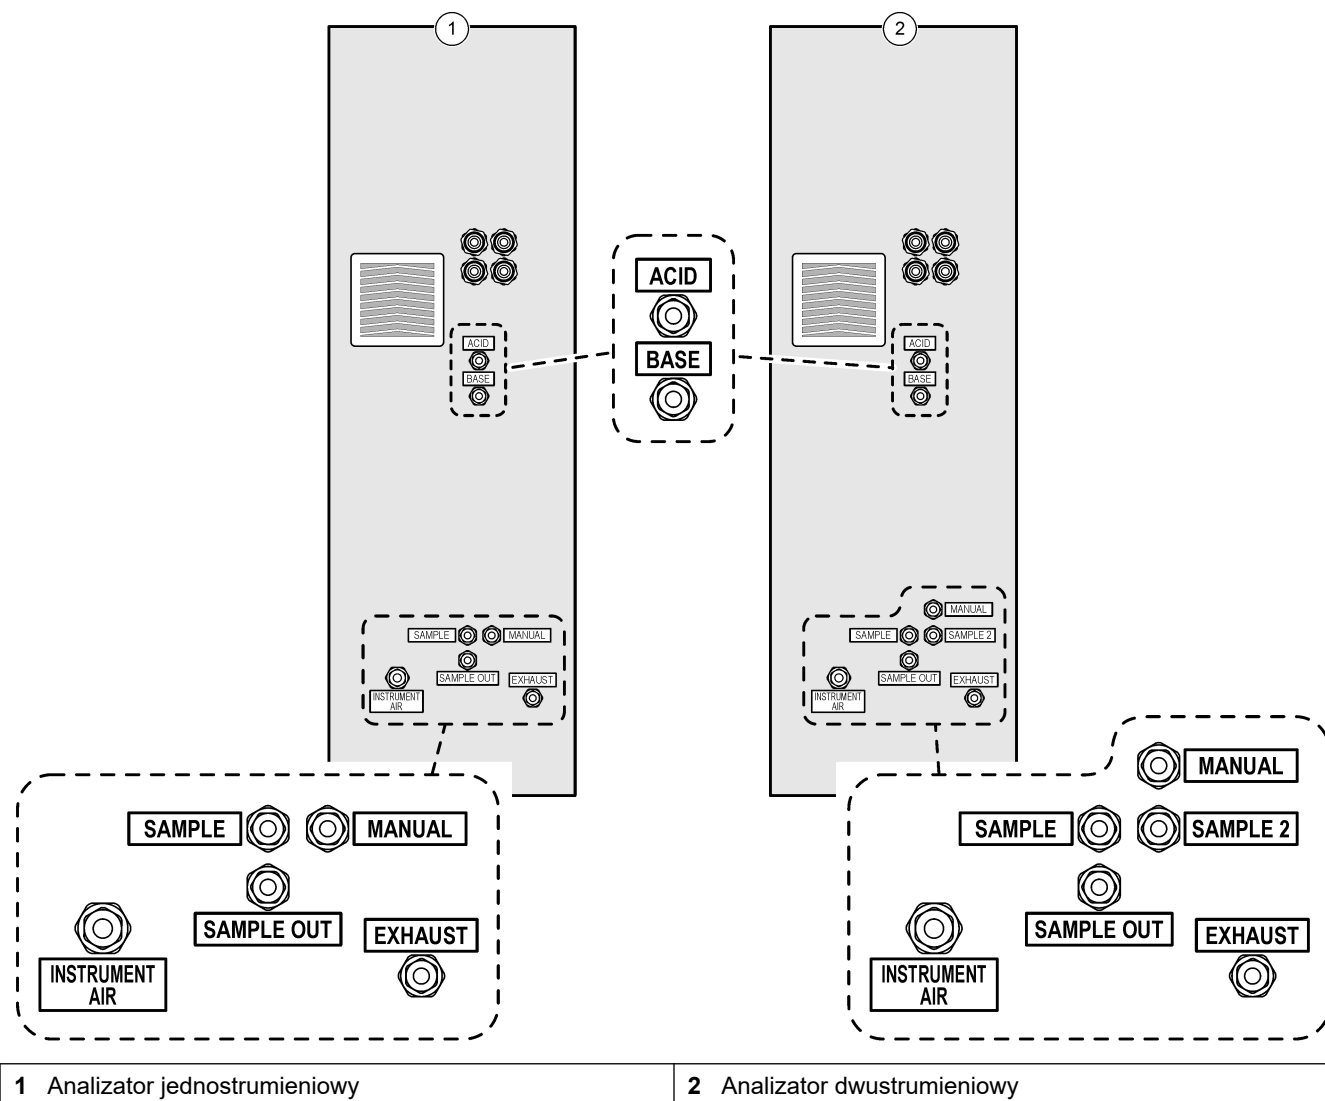 1
2
ACID
BASE
ACID
BASE
ACID
BASE
SAMPLE
MANUAL
SAMPLE OUT
INSTRUMENT
AIR
EXHAUST
MANUAL
SAMPLE
SAMPLE 2
SAMPLE OUT
INSTRUMENT
AIR
EXHAUST
SAMPLE
MANUAL
SAMPLE OUT
EXHAUST
INSTRUMENT
AIR
MANUAL
SAMPLE
SAMPLE 2
SAMPLE OUT
EXHAUST
INSTRUMENT
AIR
1 Analizator jednostrumieniowy
2 Analizator dwustrumieniowy